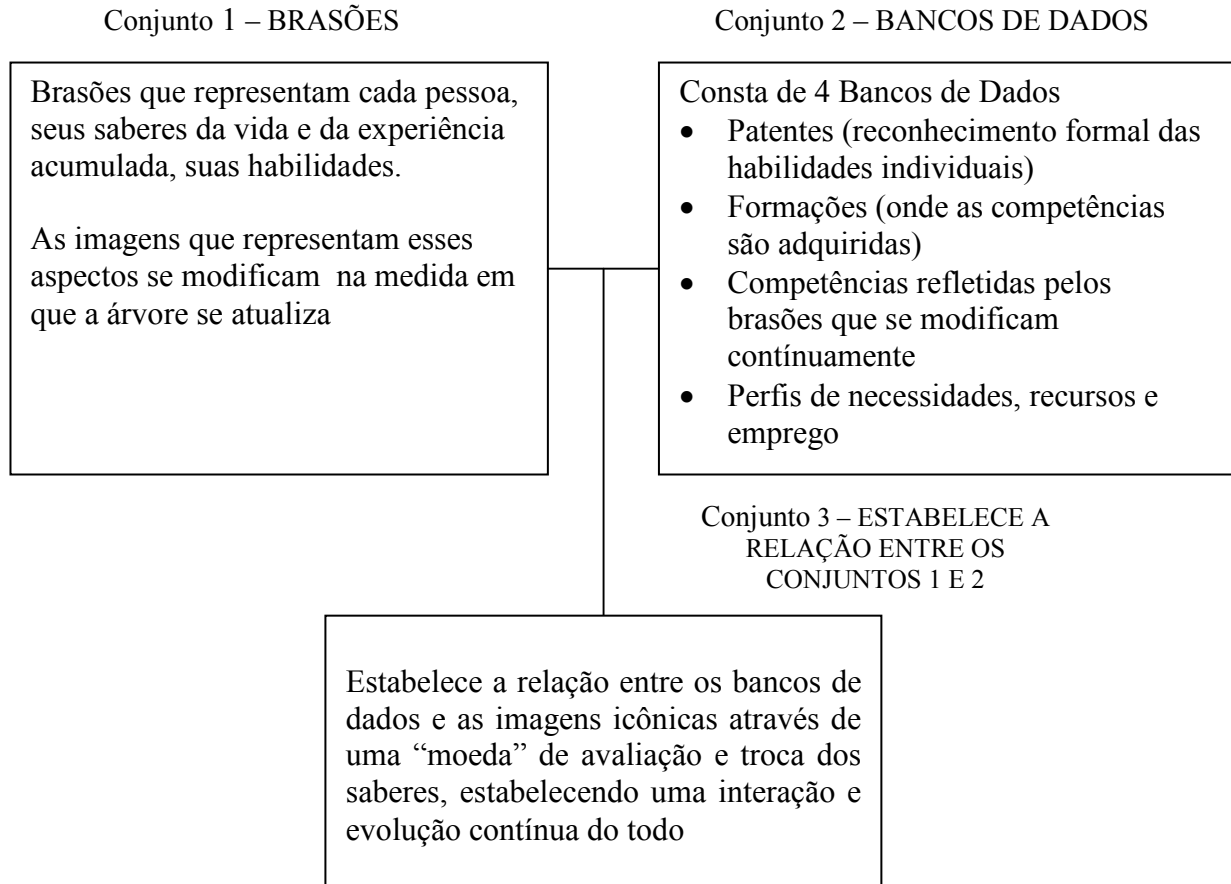 Conjunto 1 – BRASÕES
Brasões que representam cada pessoa,
seus saberes da vida e da experiência
acumulada, suas habilidades.
As imagens que representam esses
aspectos se modificam na medida em
que a árvore se atualiza
Conjunto 2 – BANCOS DE DADOS
Consta de 4 Bancos de Dados
• Patentes (reconhecimento formal das
habilidades individuais)
• Formações (onde as competências
são adquiridas)
• Competências refletidas pelos
brasões que se modificam
contínuamente
• Perfis de necessidades, recursos e
emprego
Conjunto 3 – ESTABELECE A
RELAÇÃO ENTRE OS
CONJUNTOS 1 E 2
Estabelece a relação entre os bancos de
dados e as imagens icônicas através de
uma “moeda” de avaliação e troca dos
saberes, estabelecendo uma interação e
evolução contínua do todo